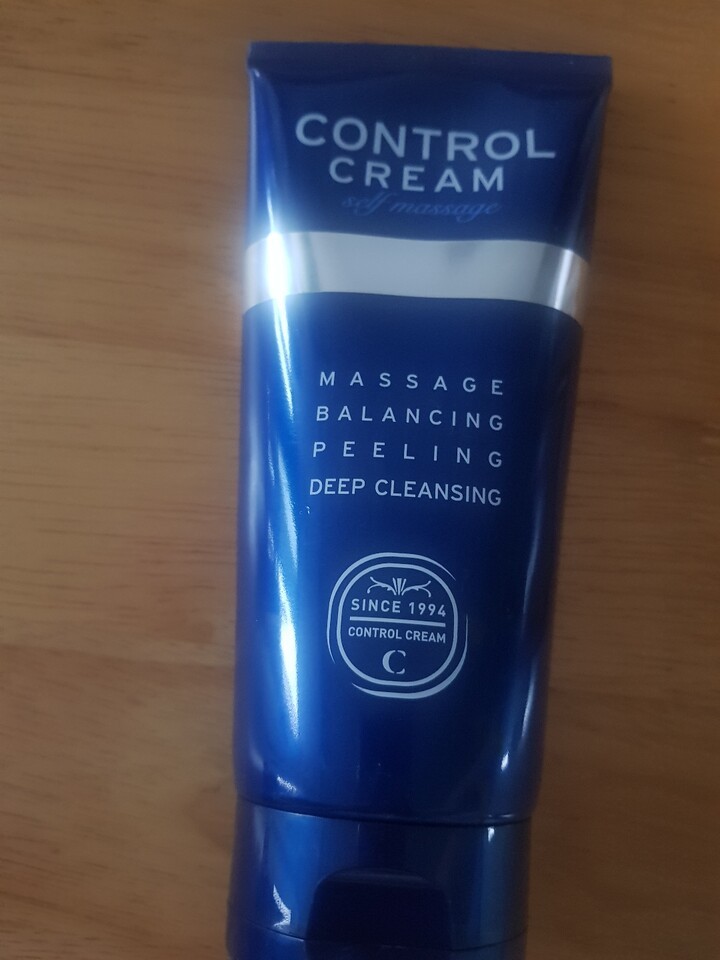 CONTROL
CREAM
self massage
MASSAGE
BALANCING
PEELING
DEEP CLEANSING
SINCE 1994
CONTROL CREAM
C